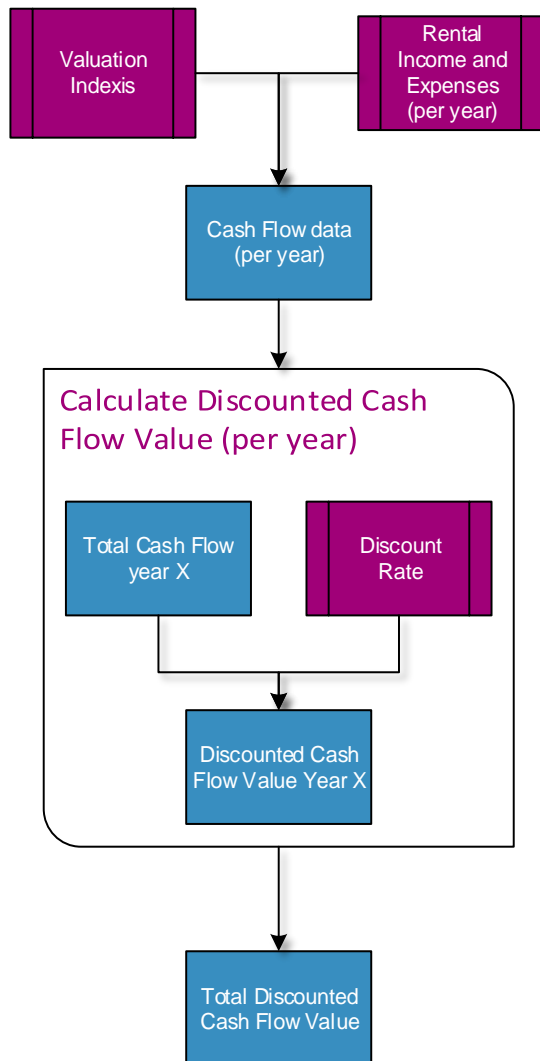 Valuation
Indexis
Rental
Income and
Expenses
(per year)
Cash Flow data
(per year)
Calculate Discounted Cash
Flow Value (per year)
Total Cash Flow
year X
Discount
Rate
Discounted Cash
Flow Value Year X
Total Discounted
Cash Flow Value